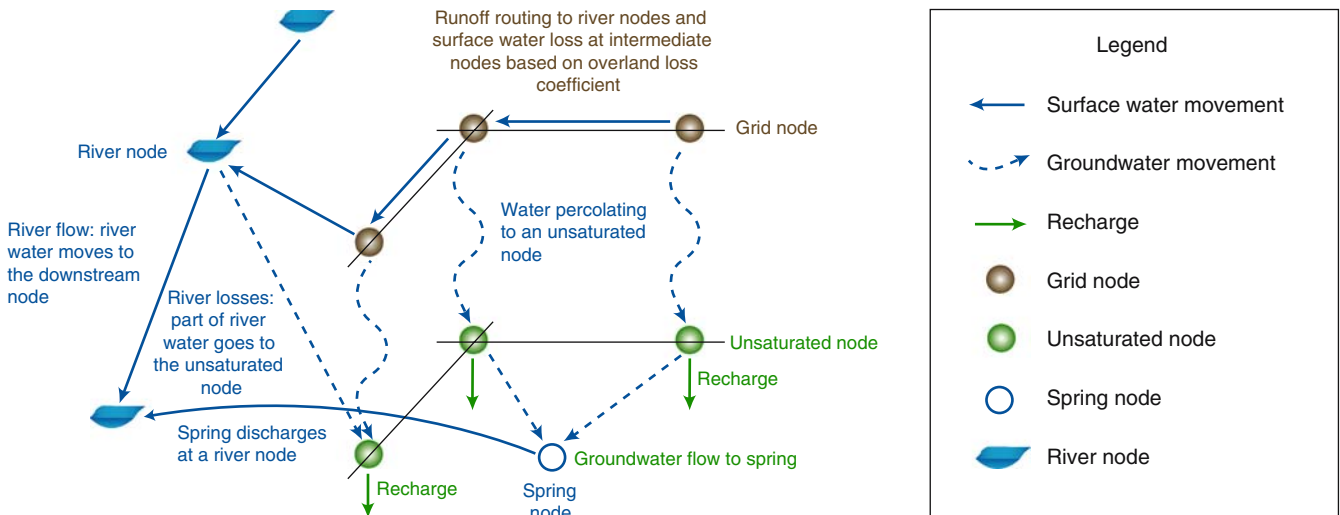 Runoff routing to river nodes and
surface water loss at intermediate
nodes based on overland loss
coefficient
Grid node
River node
Water percolating
to an unsaturated
node
River flow: river
water moves to
the downstream
node
River losses:
part of river
water goes to
the unsaturated
node
Unsaturated node
Recharge
Spring discharges
at a river node
Groundwater flow to spring
Recharge
Spring
node
Legend
Surface water movement
Groundwater movement
Recharge
Grid node
Unsaturated node
Spring node
River node